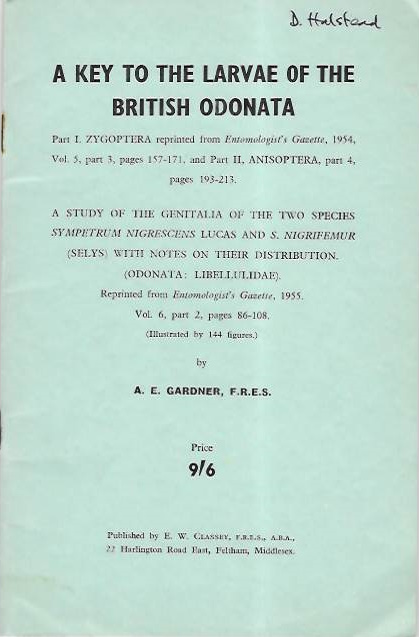 D. Halstead
A KEY TO THE LARVAE OF THE
BRITISH ODONATA
Part I. ZYGOPTERA reprinted from Entomologist's Gazette, 1954,
Vol. 5, part 3, pages 157-171, and Part II, ANISOPTERA, part 4,
pages 193-213.
A STUDY OF THE GENITALIA OF THE TWO SPECIES
SYMPETRUM NIGRESCENS LUCAS AND S. NIGRIFEMUR
(SELYS) WITH NOTES ON THEIR DISTRIBUTION.
(ODONATA: LIBELLULIDAE).
Reprinted from Entomologist's Gazette, 1955.
Vol. 6, part 2, pages 86-108.
(Illustrated by 144 figures.)
by
A. E. GARDNER, F.R.E.S.
Price
9/6
Published by E. W. CLASSEY, F.R.E.S., A.B.A.,
22 Harlington Road East, Feltham, Middlesex.